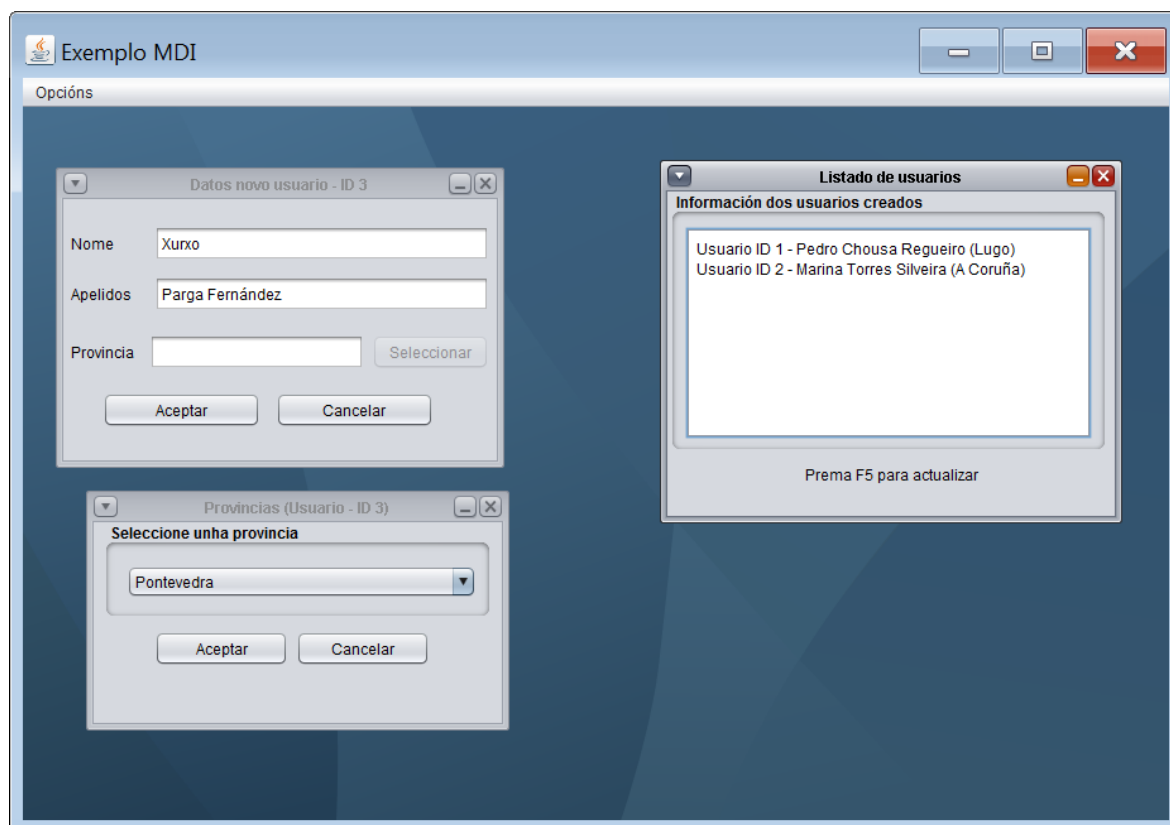 Exemplo MDI
Opcións
Datos novo usuario - ID 3
Nome
Xurxo
Apelidos
Parga Fernández
Provincia
Seleccionar
Aceptar
Cancelar
Provincias (Usuario - ID 3)
Seleccione unha provincia
Pontevedra
Aceptar
Cancelar
Listado de usuarios
Información dos usuarios creados
Usuario ID 1 - Pedro Chousa Regueiro (Lugo)
Usuario ID 2 - Marina Torres Silveira (A Coruña)
Prema F5 para actualizar